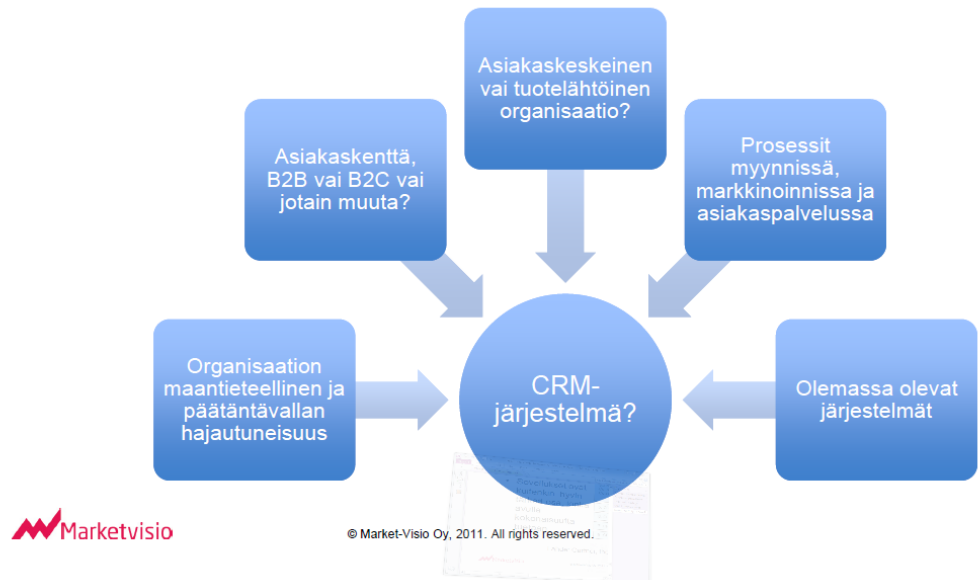 Asiakaskeskeinen
vai tuotelähtöinen
organisaatio?
Asiakaskenttä,
B2B vai B2C vai
jotain muuta?
Prosessit
myynnissä,
markkinoinnissa ja
asiakaspalvelussa
Organisaation
maantieteellinen ja
päätäntävallan
hajautuneisuus
CRM-
järjestelmä?
Olemassa olevat
järjestelmät
Marketvisio
© Market-Visio Oy, 2011. All rights reserved.